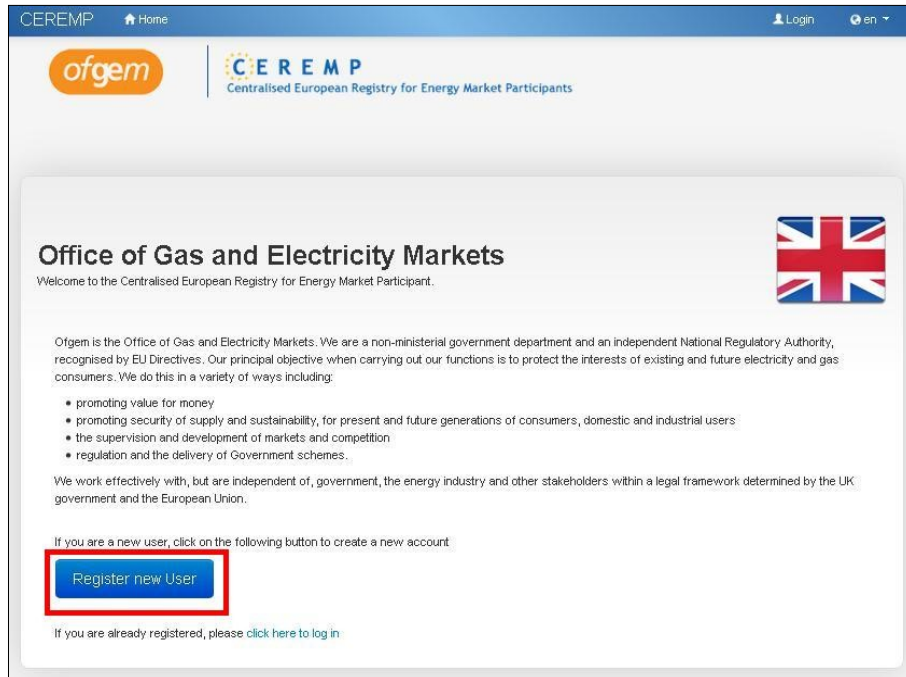 CEREMP Home Login en
ofgem
CEREMP
Centralised European Registry for Energy Market Participants
Office of Gas and Electricity Markets
Welcome to the Centralised European Registry for Energy Market Participant.
Ofgem is the Office of Gas and Electricity Markets. We are a non-ministerial government department and an independent National Regulatory Authority,
recognised by EU Directives. Our principal objective when carrying out our functions is to protect the interests of existing and future electricity and gas
consumers. We do this in a variety of ways including:
• promoting value for money
• promoting security of supply and sustainability, for present and future generations of consumers, domestic and industrial users
• the supervision and development of markets and competition
• regulation and the delivery of Government schemes.
We work effectively with, but are independent of, government, the energy industry and other stakeholders within a legal framework determined by the UK
government and the European Union.
If you are a new user, click on the following button to create a new account
Register new User
If you are already registered, please click here to log in